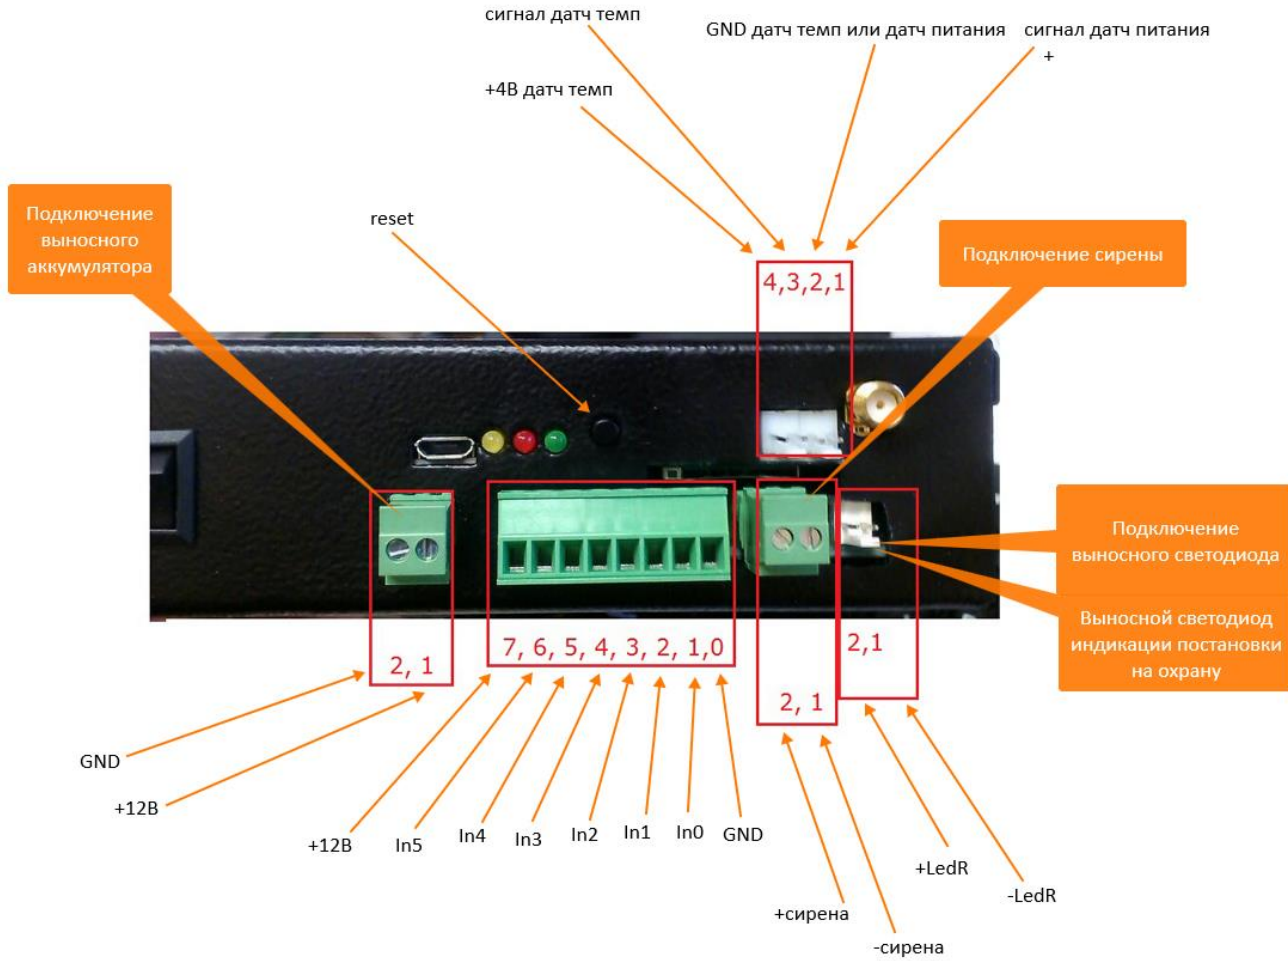 сигнал датч темп
GND датч темп или датч питания
сигнал датч питания
+
+4В датч темп
Подключение
выносного
аккумулятора
reset
Подключение сирены
4,3,2,1
Подключение
выносного светодиода
Выносной светодиод
индикации постановки
на охрану
2, 1
7, 6, 5, 4, 3, 2, 1,0
2, 1
2,1
GND
+12В
+12В
In5
In4
In3
In2
In1
In0
GND
+LedR
-LedR
+сирена
-сирена